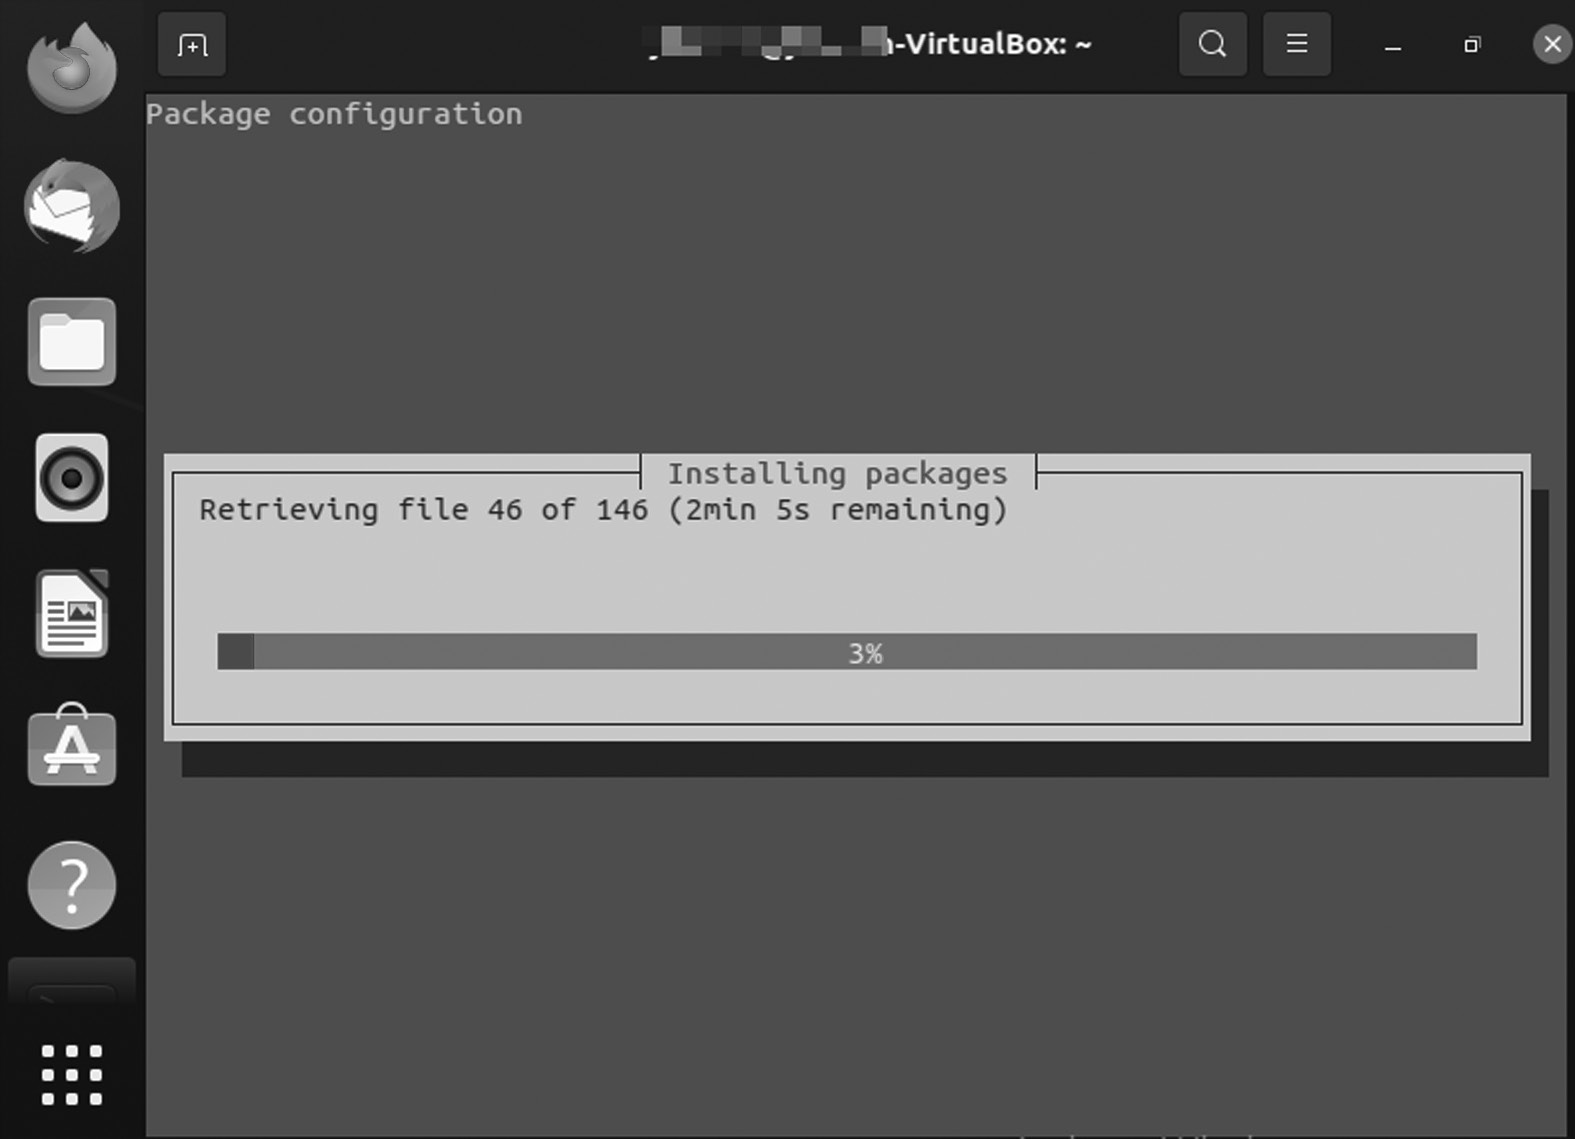 -VirtualBox: ~
Package configuration
Installing packages
Retrieving file 46 of 146 (2min 5s remaining)
3%